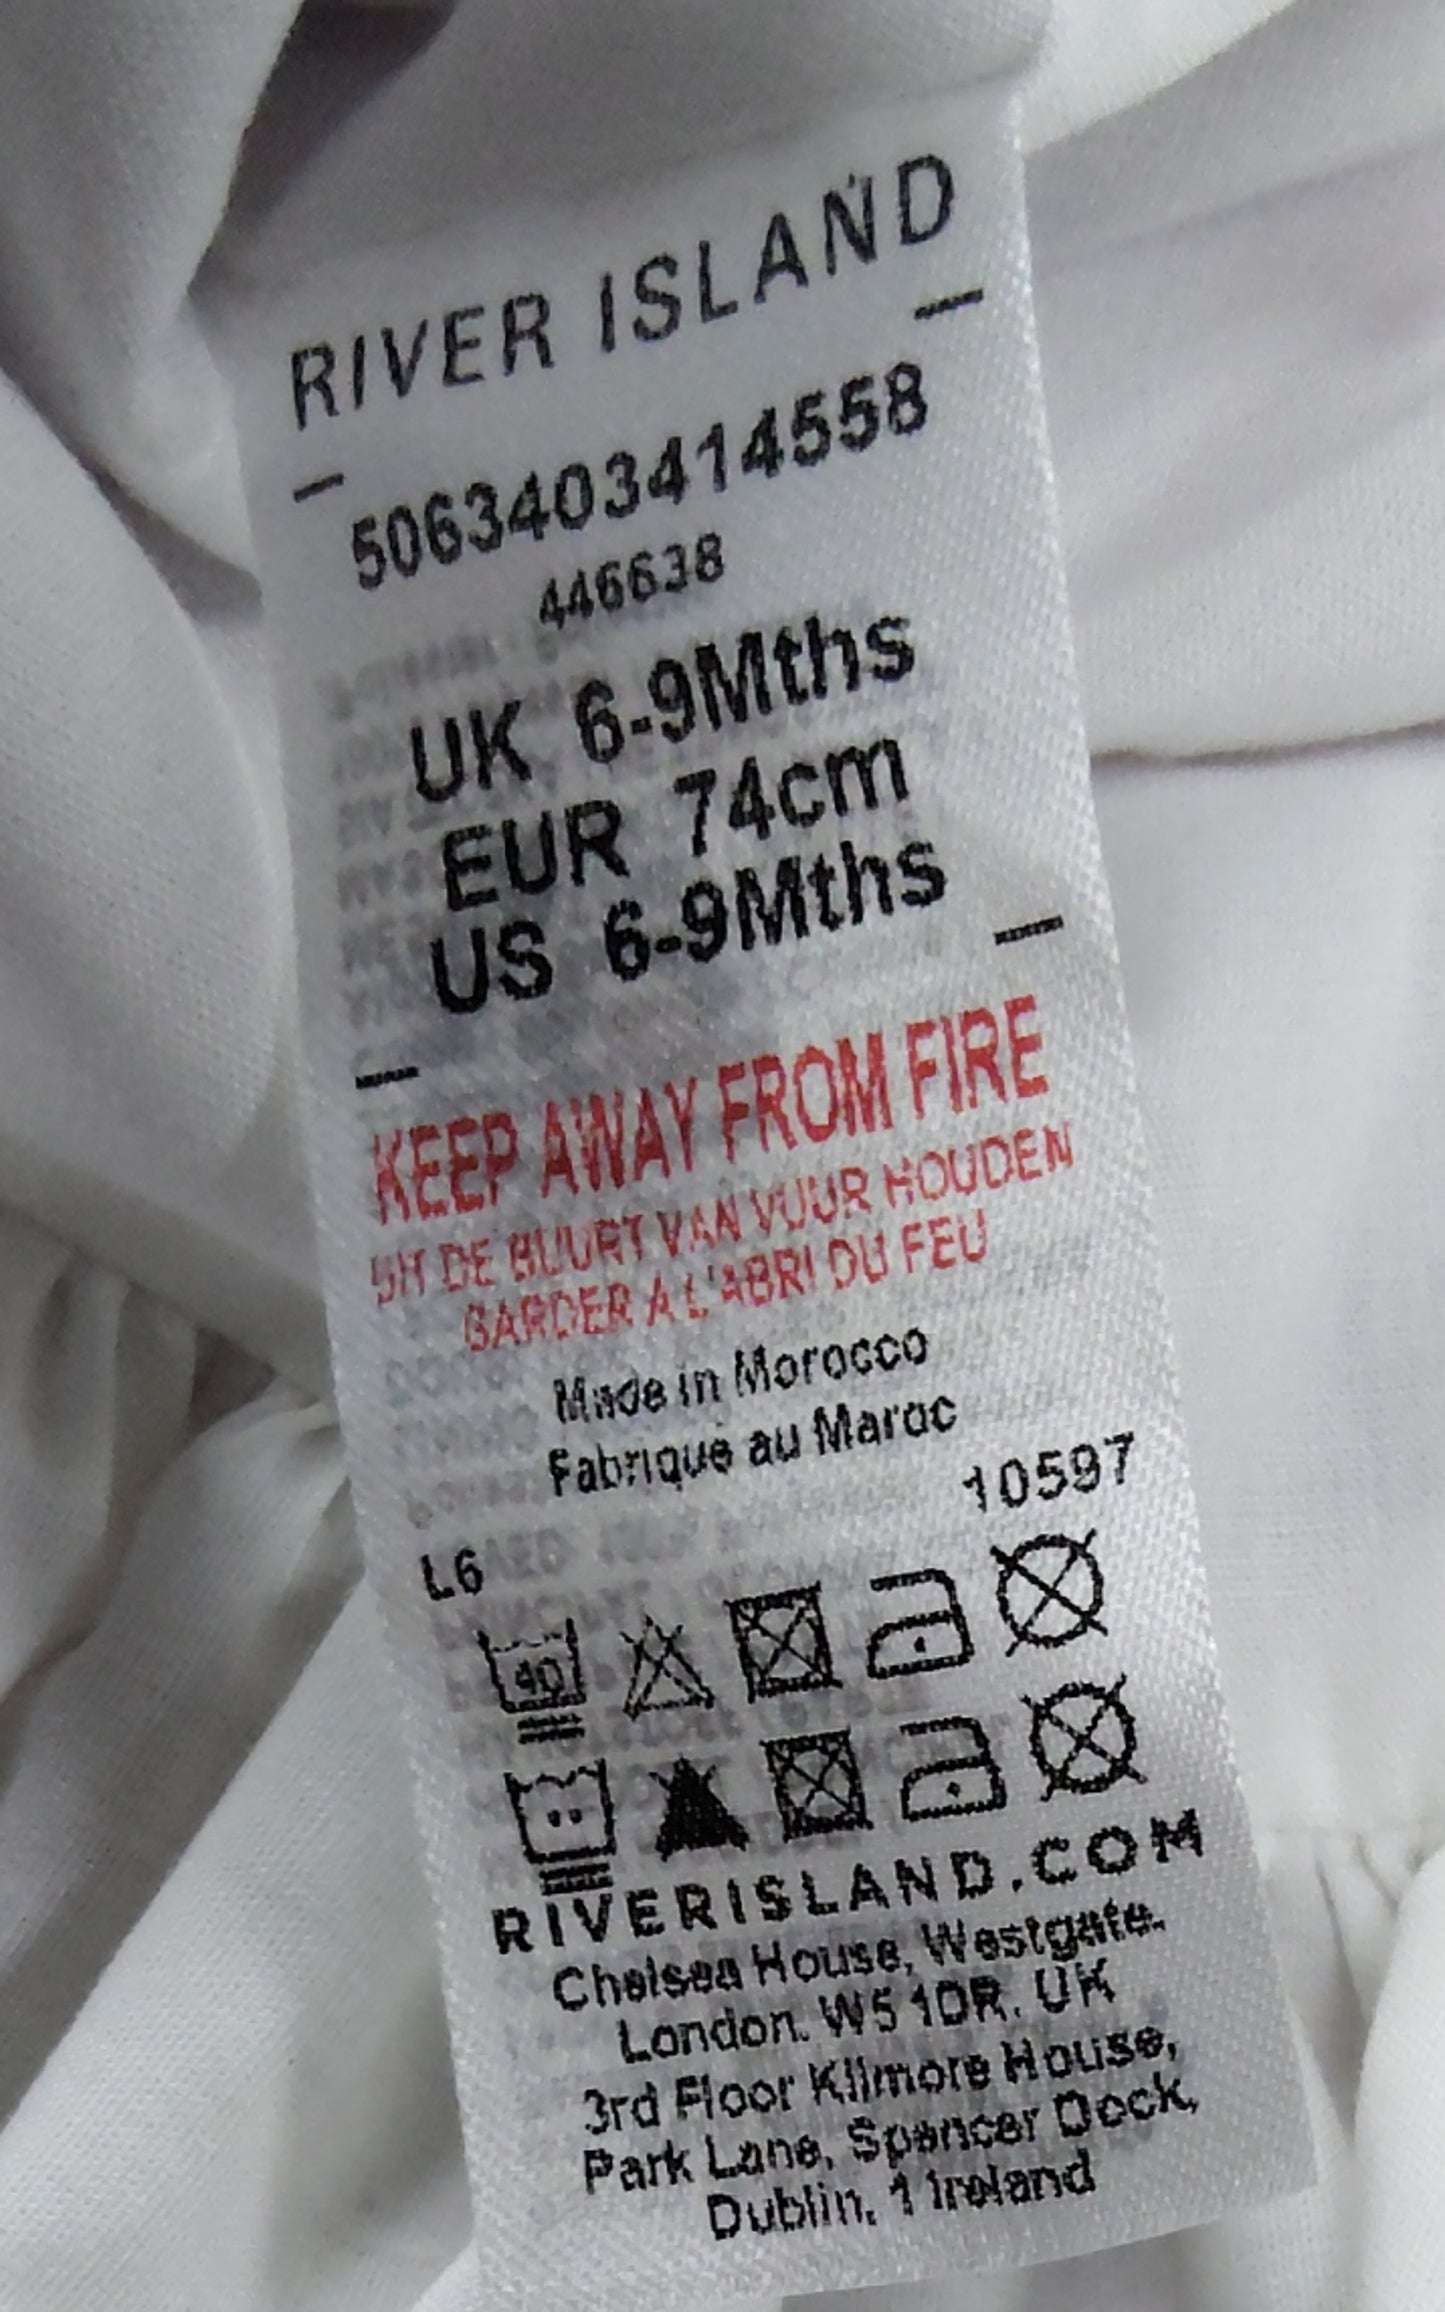 RIVER ISLAND
5063403414558
446638
UK 6-9Mths
EUR 74cm
US 6-9Mths
KEEP AWAY FROM FIRE
UIT DE BUURT VAN VUUR HOUDEN
GARDER A L'ABRI DU FEU
Made in Morocco
Fabrique au Maroc
10597
L6
40
RIVERISLAND.COM
Chelsea House, Westgate,
London. W5 1DR. UK
3rd Floor Kilmore House,
Park Lane, Spencer Dock,
Dublin, 1 Ireland